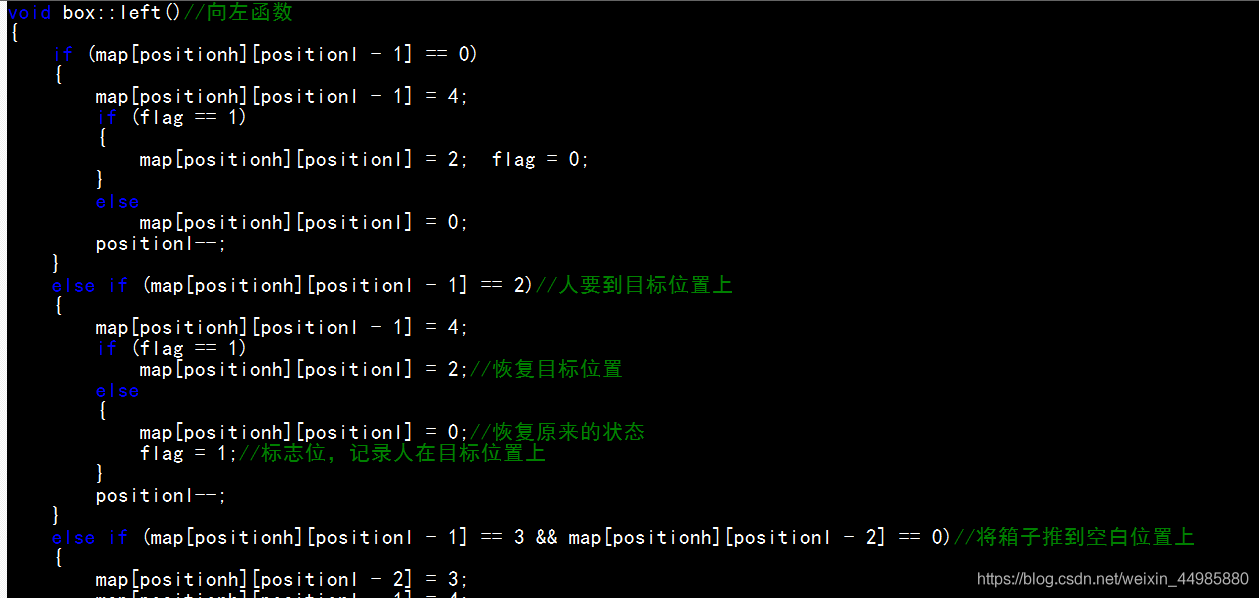 void box::left()//向左函数
{
    if (map[positionh][positionl - 1] == 0)
    {
        map[positionh][positionl - 1] = 4;
        if (flag == 1)
        {
            map[positionh][positionl] = 2;  flag = 0;
        }
        else
            map[positionh][positionl] = 0;
        positionl--;
    }
    else if (map[positionh][positionl - 1] == 2)//人要到目标位置上
    {
        map[positionh][positionl - 1] = 4;
        if (flag == 1)
            map[positionh][positionl] = 2;//恢复目标位置
        else
        {
            map[positionh][positionl] = 0;//恢复原来的状态
            flag = 1;//标志位，记录人在目标位置上
        }
        positionl--;
    }
    else if (map[positionh][positionl - 1] == 3 && map[positionh][positionl - 2] == 0)//将箱子推到空白位置上
    {
        map[positionh][positionl - 2] = 3;
https://blog.csdn.net/weixin_44985880